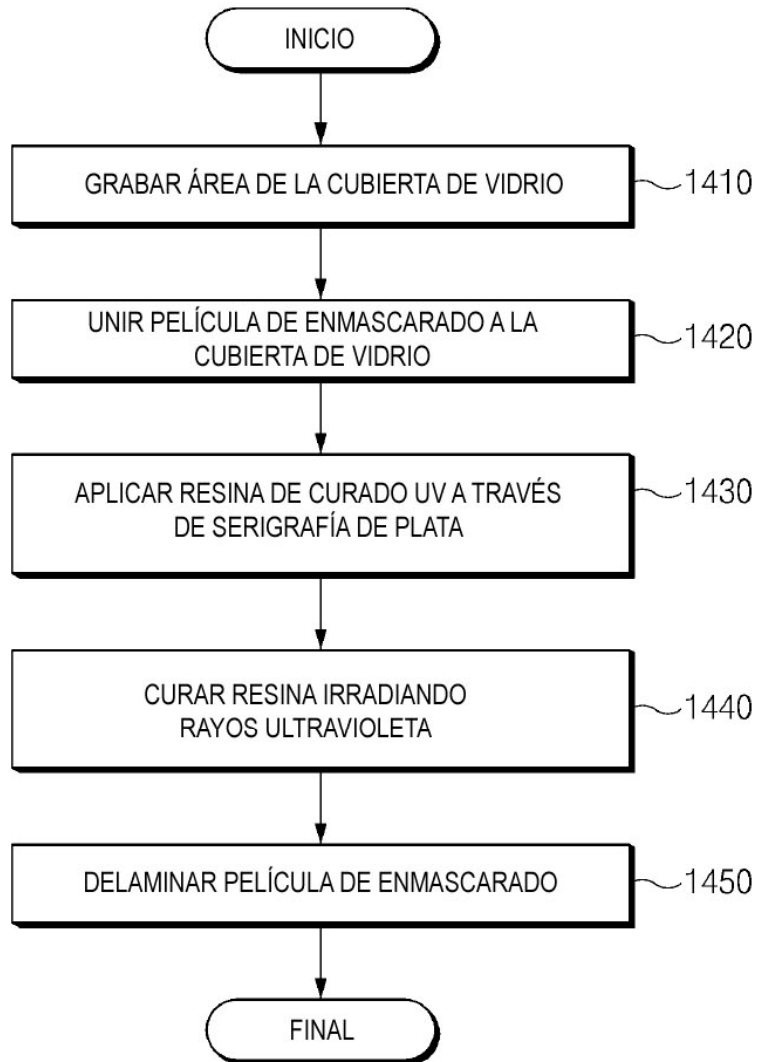 INICIO
GRABAR ÁREA DE LA CUBIERTA DE VIDRIO
1410
UNIR PELÍCULA DE ENMASCARADO A LA
CUBIERTA DE VIDRIO
1420
APLICAR RESINA DE CURADO UV A TRAVÉS
DE SERIGRAFÍA DE PLATA
1430
CURAR RESINA IRRADIANDO
RAYOS ULTRAVIOLETA
1440
DELAMINAR PELÍCULA DE ENMASCARADO
1450
FINAL